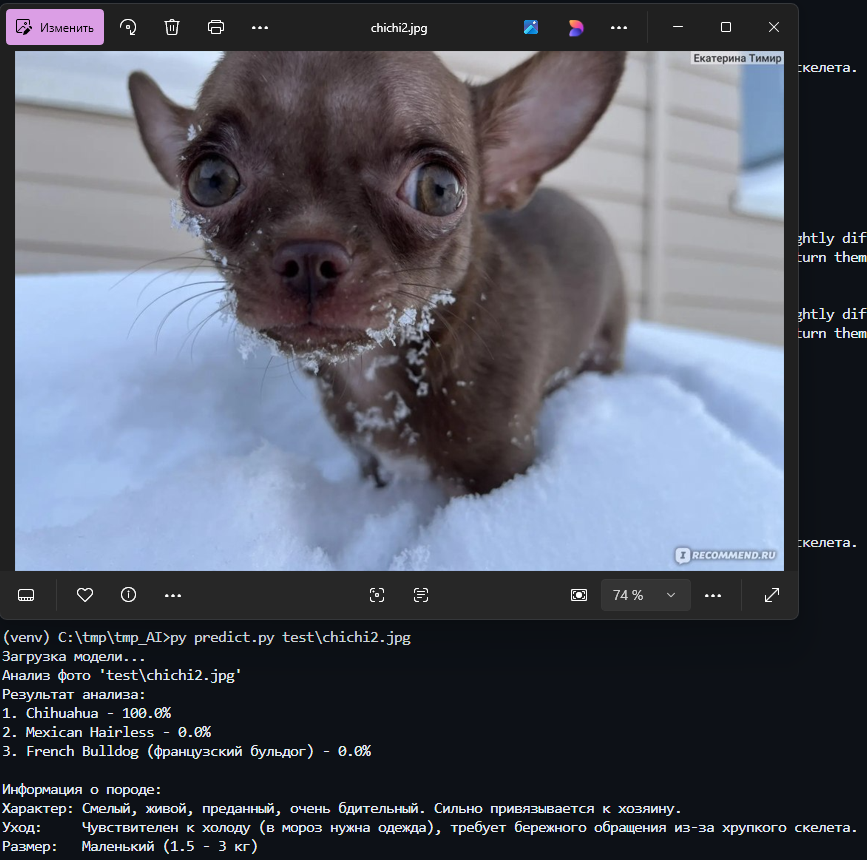 Изменить
chichi2.jpg
Екатерина Тимир
скелета.
ghtly dif
turn them
ghtly dif
turn them
скелета.
IRECOMMEND.RU
74 %
(venv) C:\tmp\tmp_AI>py predict.py test\chichi2.jpg
Загрузка модели...
Анализ фото 'test\chichi2.jpg'
Результат анализа:
1. Chihuahua - 100.0%
2. Mexican Hairless - 0.0%
3. French Bulldog (французский бульдог) - 0.0%
Информация о породе:
Характер: Смелый, живой, преданный, очень бдительный. Сильно привязывается к хозяину.
Уход: Чувствителен к холоду (в мороз нужна одежда), требует бережного обращения из-за хрупкого скелета.
Размер: Маленький (1.5 - 3 кг)